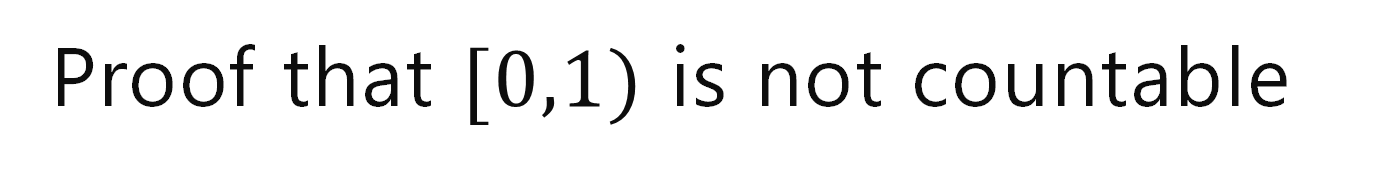 Proof that [0,1) is not countable